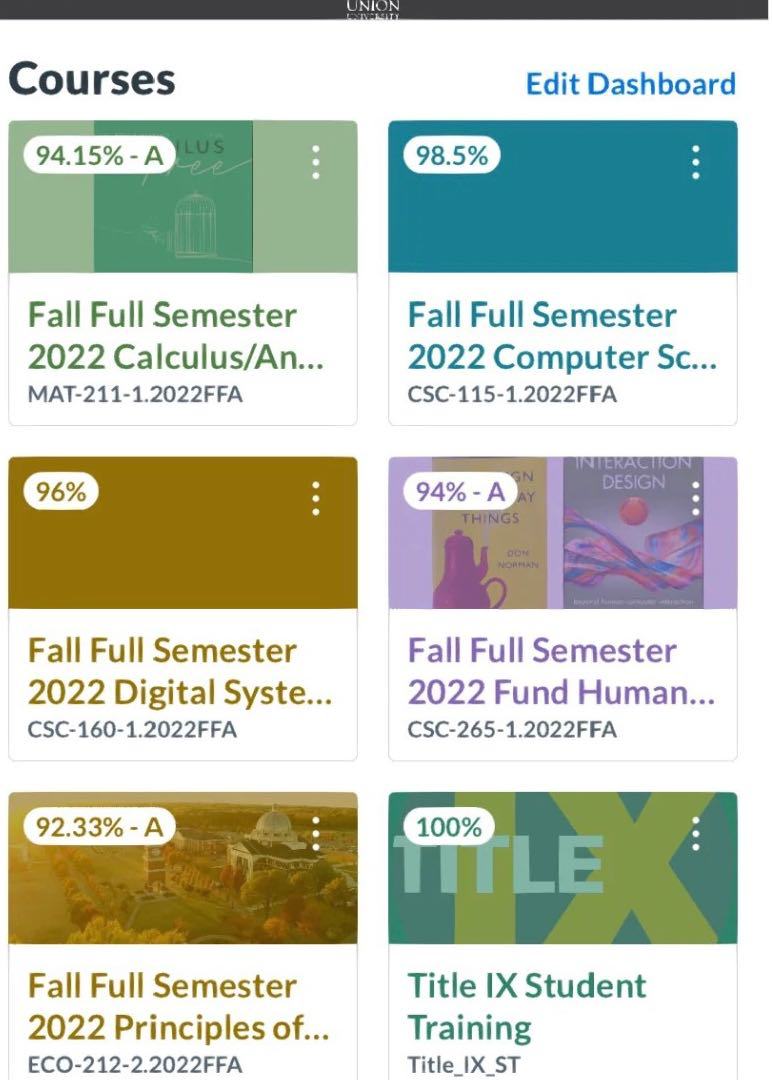 UNION
UNIVERSITY
Courses
Edit Dashboard
94.15% - A
LUS
free
98.5%
Fall Full Semester
2022 Calculus/An...
MAT-211-1.2022FFA
Fall Full Semester
2022 Computer Sc...
CSC-115-1.2022FFA
96%
94% - A
GN
AY
THINGS
DON
NORMAN
INTERACTION
DESIGN
beyond human-computer interaction
Fall Full Semester
2022 Digital Syste...
CSC-160-1.2022FFA
Fall Full Semester
2022 Fund Human...
CSC-265-1.2022FFA
92.33% - A
100%
TITLE
IX
Fall Full Semester
2022 Principles of...
ECO-212-2.2022FFA
Title IX Student
Training
Title_IX_ST